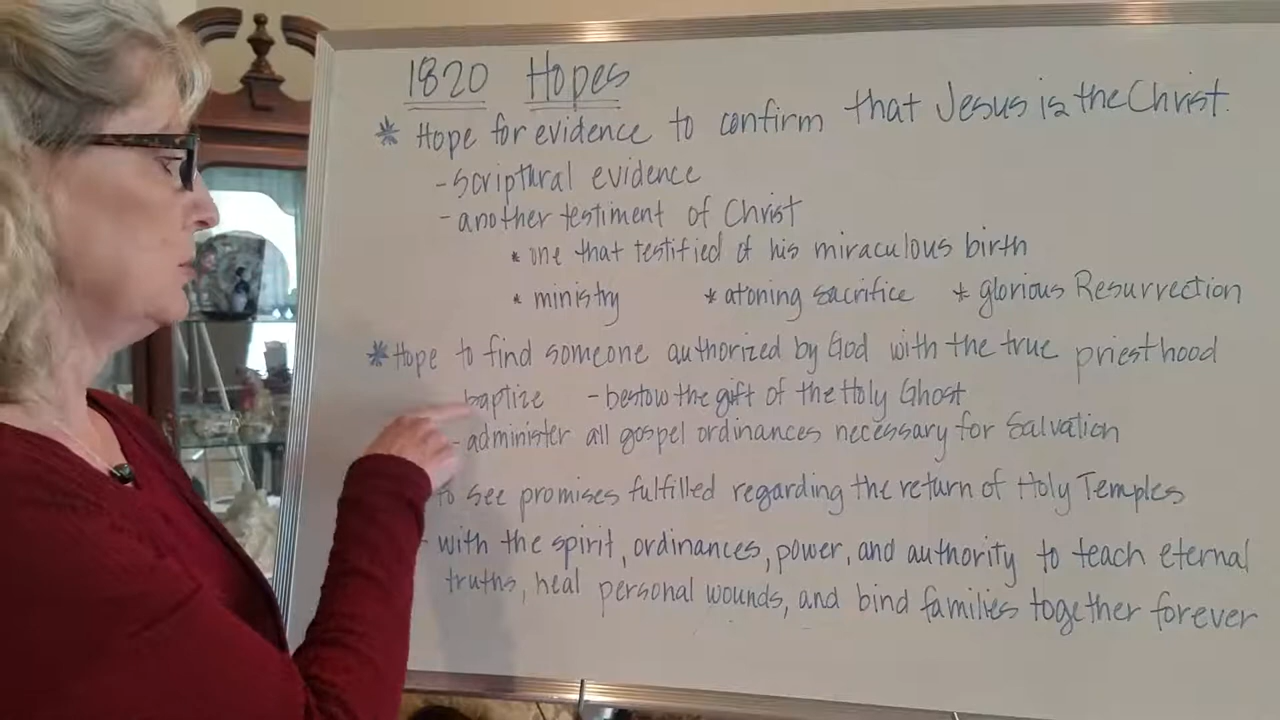 1820 Hopes
* Hope for evidence to confirm that Jesus is the Christ.
- scriptural evidence
- another testiment of Christ
* one that testified of his miraculous birth
* ministry * atoning sacrifice * glorious Resurrection
* Hope to find someone authorized by God with the true priesthood
baptize - bestow the gift of the Holy Ghost
- administer all gospel ordinances necessary for Salvation
to see promises fulfilled regarding the return of Holy Temples
- with the spirit, ordinances, power, and authority to teach eternal
truths, heal personal wounds, and bind families together forever